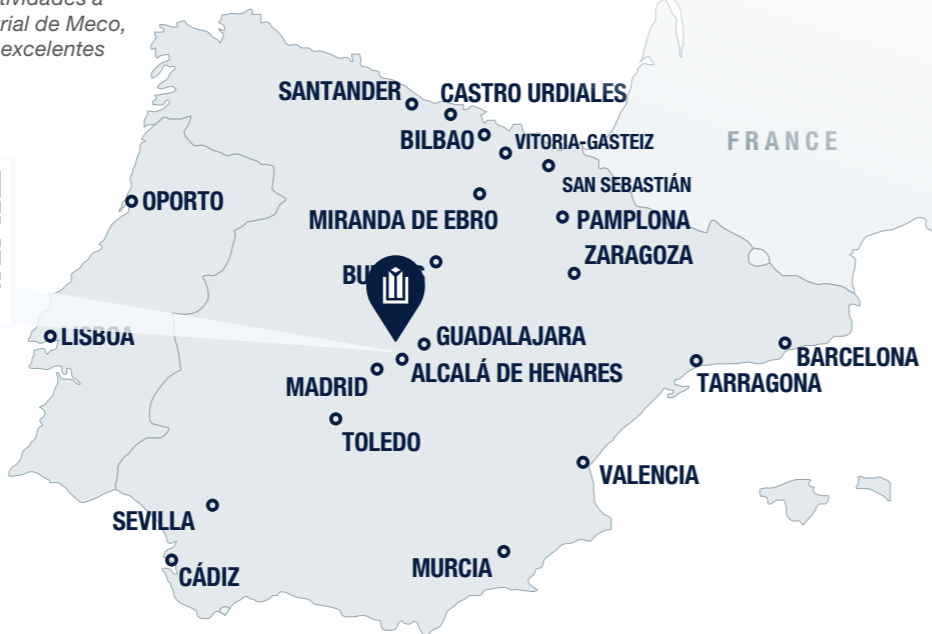 tividades a
rial de Meco,
excelentes
SANTANDER
CASTRO URDIALES
BILBAO
VITORIA-GASTEIZ
FRANCE
SAN SEBASTIÁN
OPORTO
MIRANDA DE EBRO
PAMPLONA
ZARAGOZA
LISBOA
GUADALAJARA
ALCALÁ DE HENARES
BARCELONA
MADRID
TARRAGONA
TOLEDO
VALENCIA
SEVILLA
MURCIA
CÁDIZ